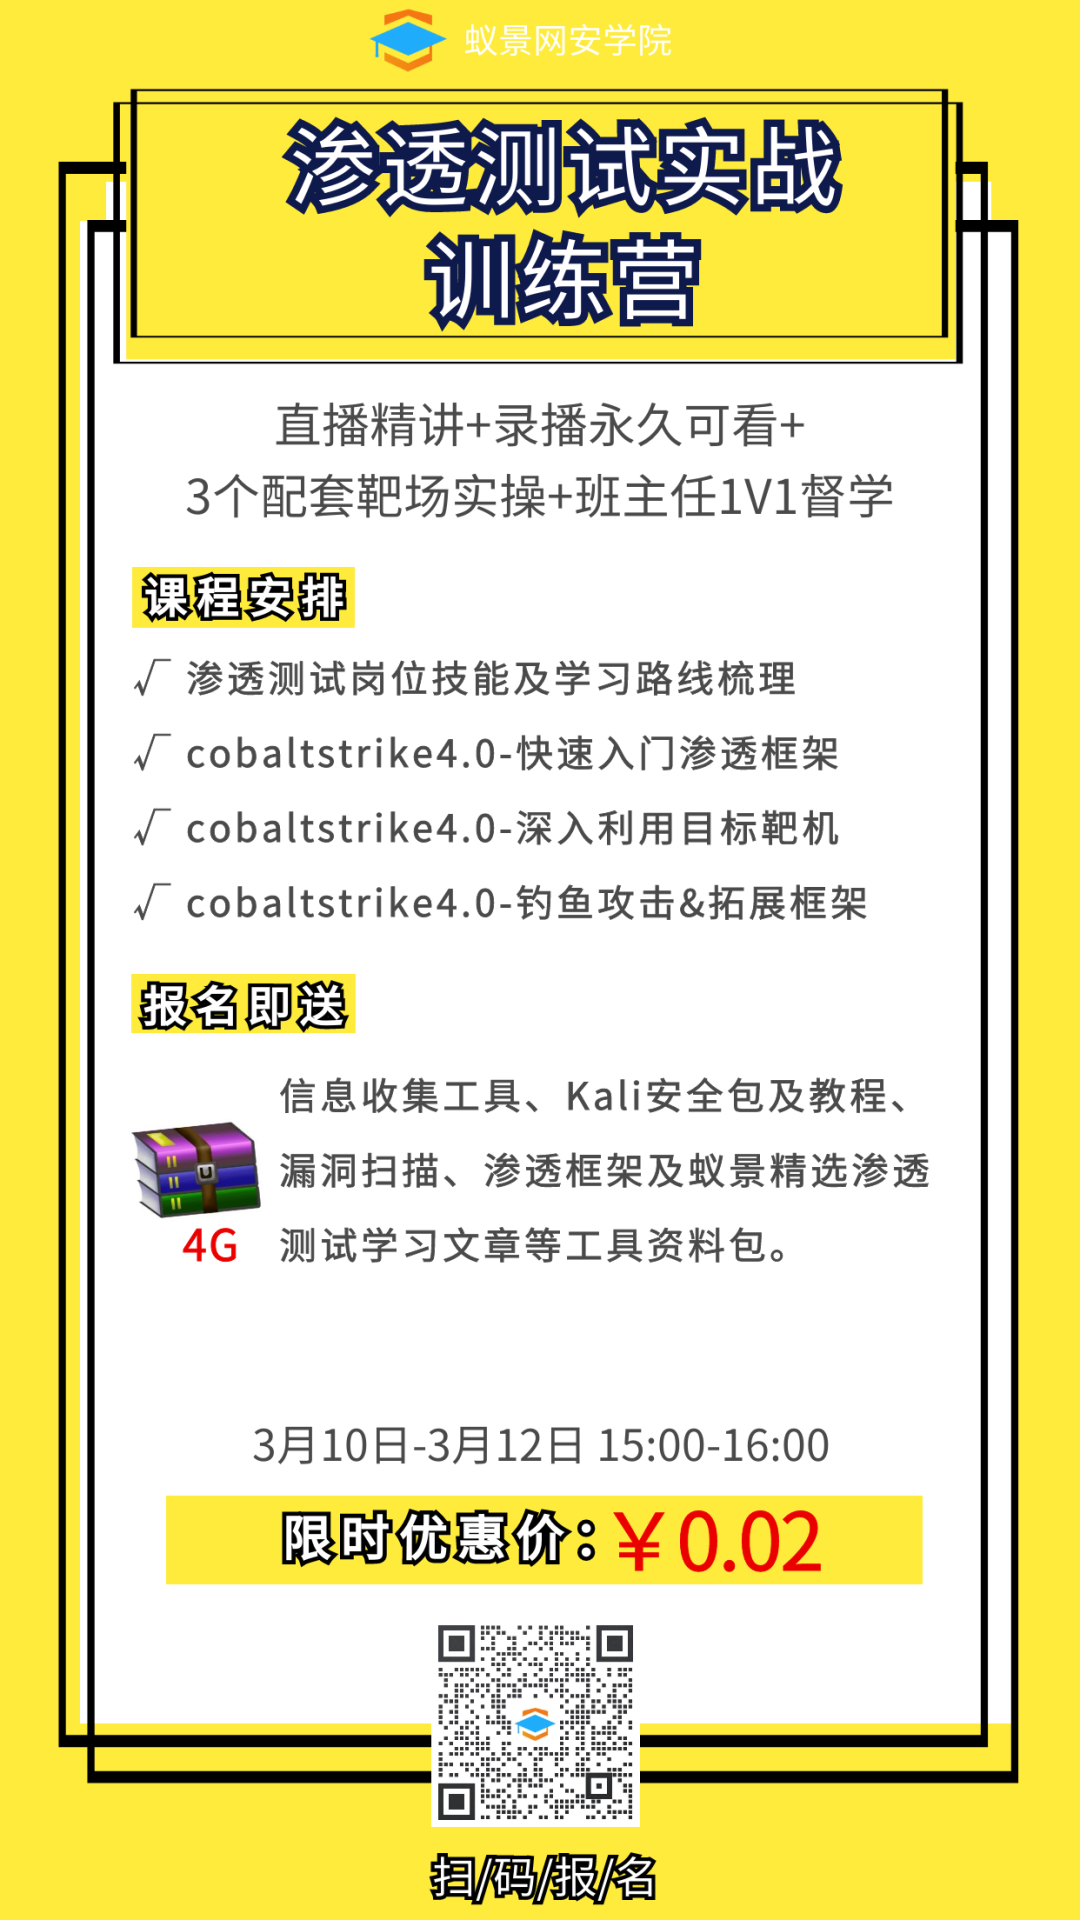 蚁景网安学院
渗透测试实战
训练营
直播精讲+录播永久可看+
3个配套靶场实操+班主任1V1督学
课程安排
√ 渗透测试岗位技能及学习路线梳理
√ cobaltstrike4.0-快速入门渗透框架
√ cobaltstrike4.0-深入利用目标靶机
√ cobaltstrike4.0-钓鱼攻击&拓展框架
报名即送
信息收集工具、Kali安全包及教程、
漏洞扫描、渗透框架及蚁景精选渗透
4G 测试学习文章等工具资料包。
3月10日-3月12日 15:00-16:00
限时优惠价：￥0.02
扫/码/报/名